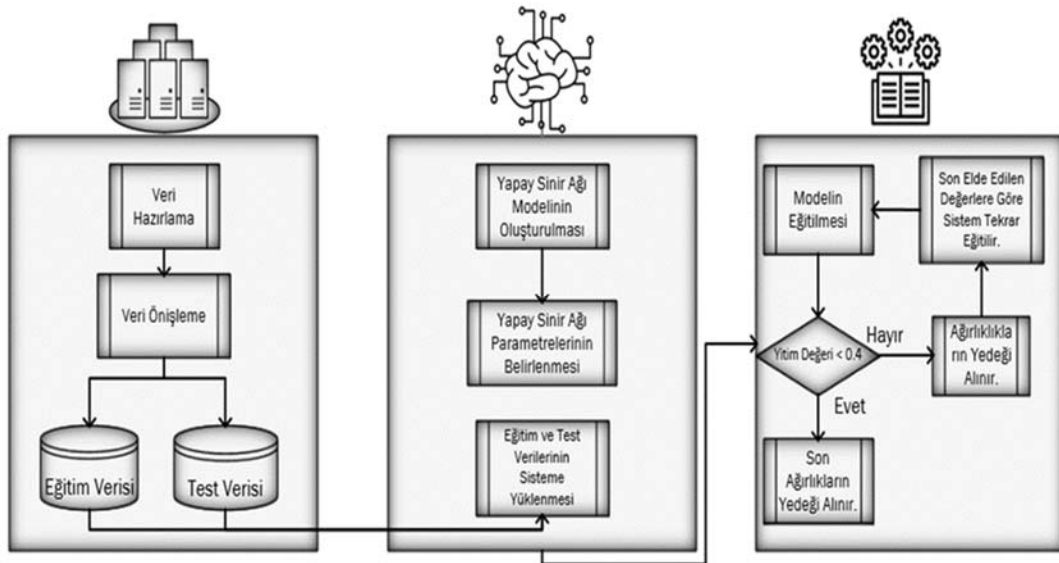 Veri
Hazırlama
Veri Önişleme
Eğitim Verisi
Test Verisi
Yapay Sinir Ağı
Modelinin
Oluşturulması
Yapay Sinir Ağı
Parametrelerinin
Belirlenmesi
Eğitim ve Test
Verilerinin
Sisteme
Yüklenmesi
Modelin
Eğitilmesi
Son Elde Edilen
Değerlere Göre
Sistem Tekrar
Eğitilir.
Yitim Değeri < 0.4
Hayır
Ağırlıklıkla
rın Yedeği
Alınır.
Evet
Son
Ağırlıkların
Yedeği Alınır.